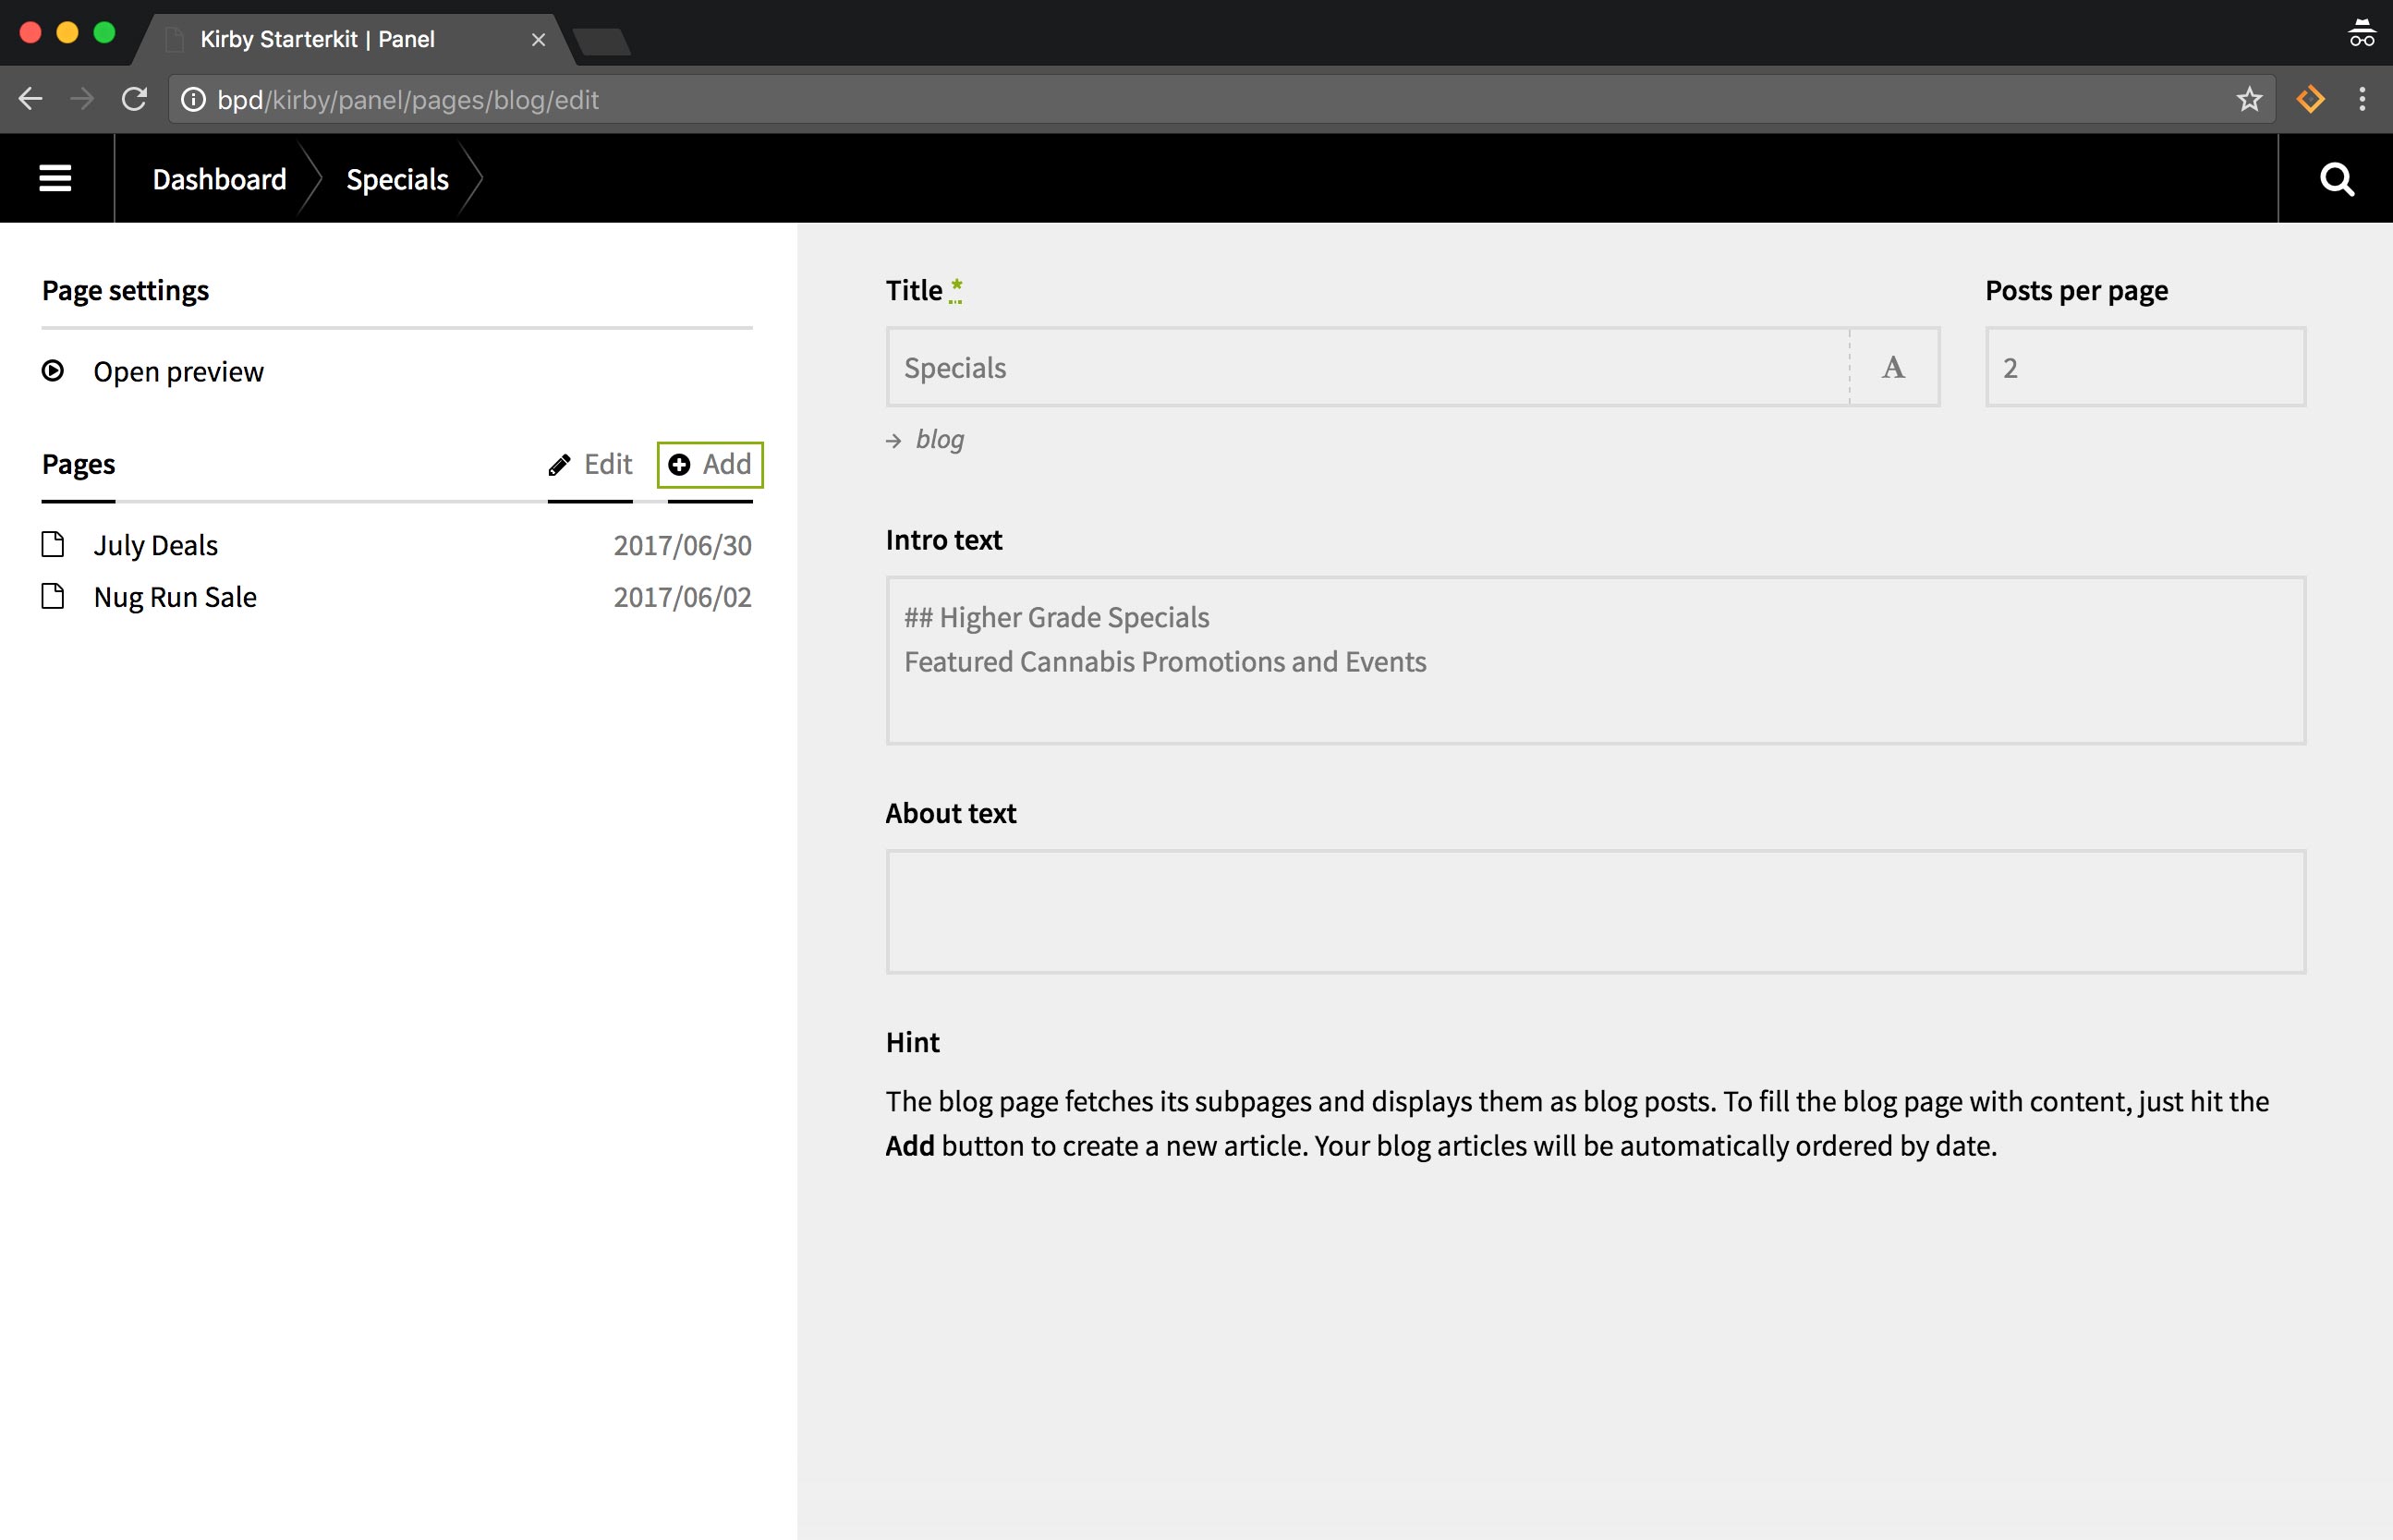 Kirby Starterkit | Panel
bpd/kirby/panel/pages/blog/edit
Dashboard
Specials
Page settings
Open preview
Pages
Edit
Add
July Deals
2017/06/30
Nug Run Sale
2017/06/02
Title *
Posts per page
Specials
A
2
→ blog
Intro text
## Higher Grade Specials
Featured Cannabis Promotions and Events
About text
Hint
The blog page fetches its subpages and displays them as blog posts. To fill the blog page with content, just hit the
Add button to create a new article. Your blog articles will be automatically ordered by date.